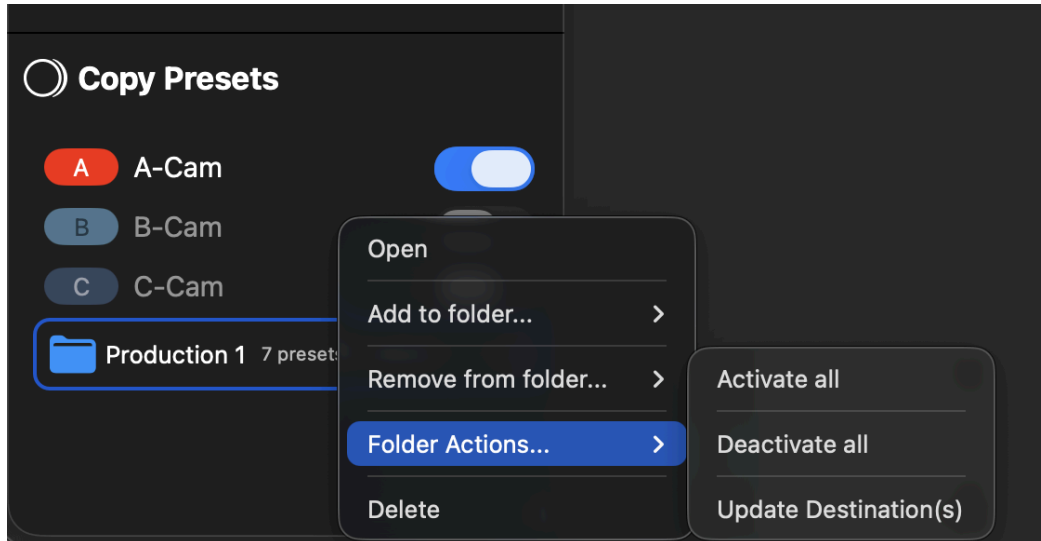 Copy Presets
A A-Cam
B B-Cam
C C-Cam
Production 1 7 presets
Open
Add to folder...
Remove from folder...
Folder Actions...
Delete
Activate all
Deactivate all
Update Destination(s)